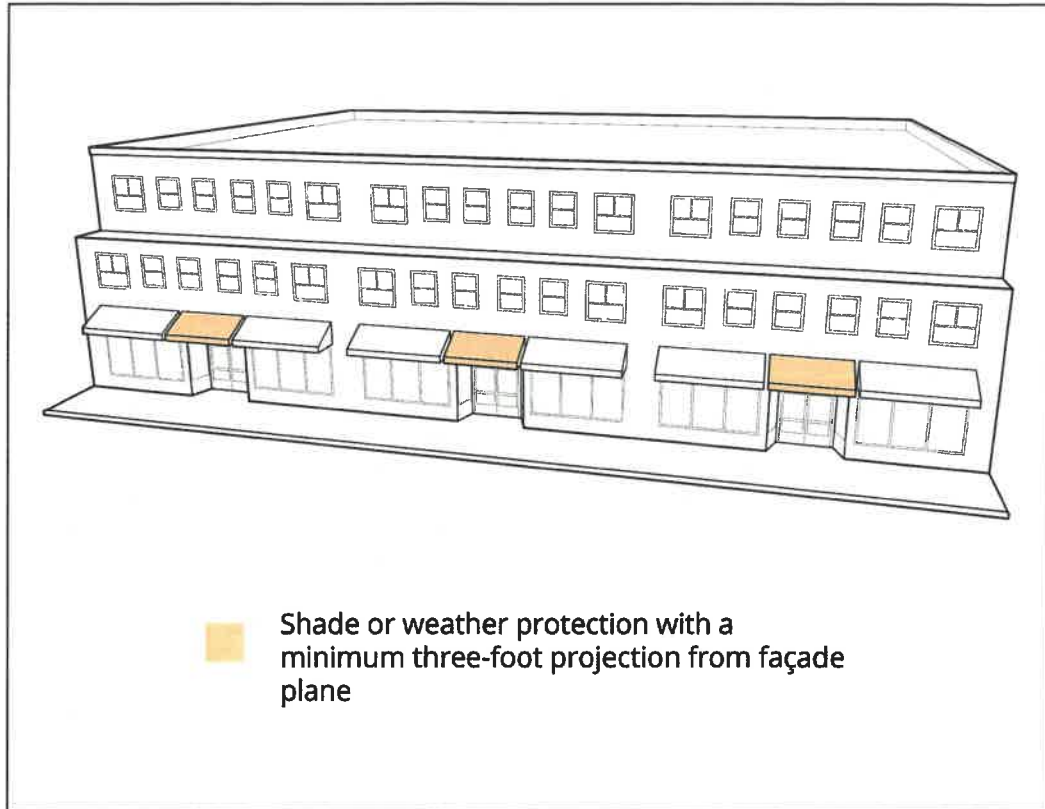 Shade or weather protection with a
minimum three-foot projection from façade
plane